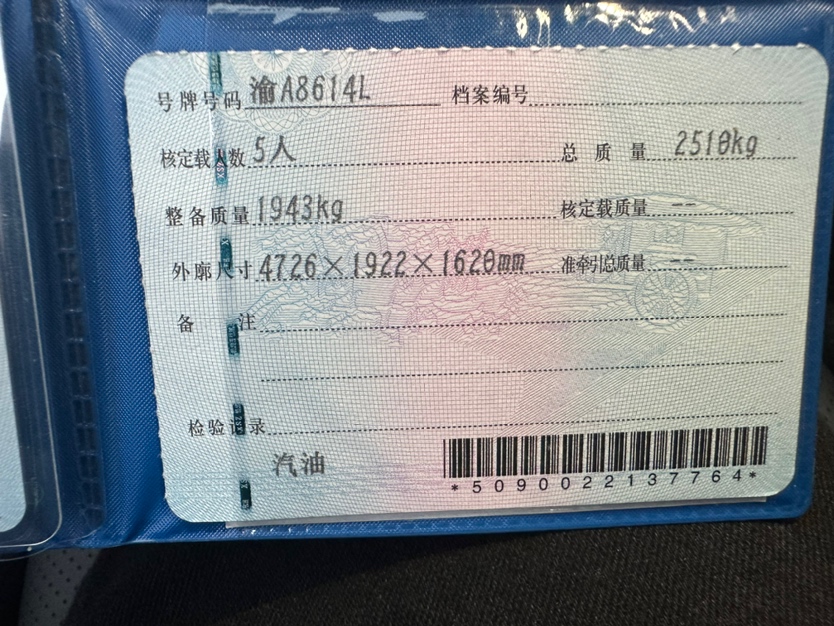 号牌号码 渝A8614L 档案编号
核定载人数 5人 总质量 2510kg
整备质量 1943kg 核定载质量 --
外廓尺寸 4726×1922×1620mm 准牵引总质量 --
备注
检验记录
汽油
*5090022137764*